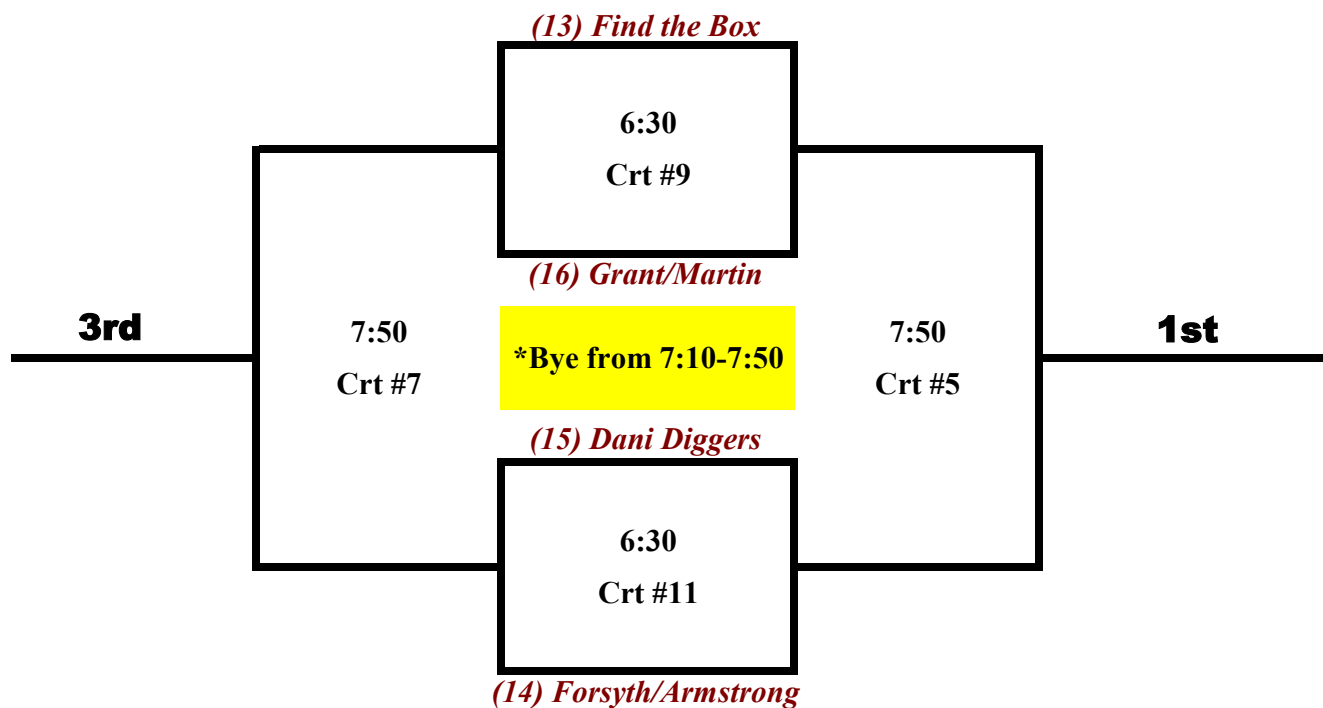 (13) Find the Box
6:30
Crt #9
(16) Grant/Martin
3rd
7:50
Crt #7
*Bye from 7:10-7:50
7:50
Crt #5
1st
(15) Dani Diggers
6:30
Crt #11
(14) Forsyth/Armstrong